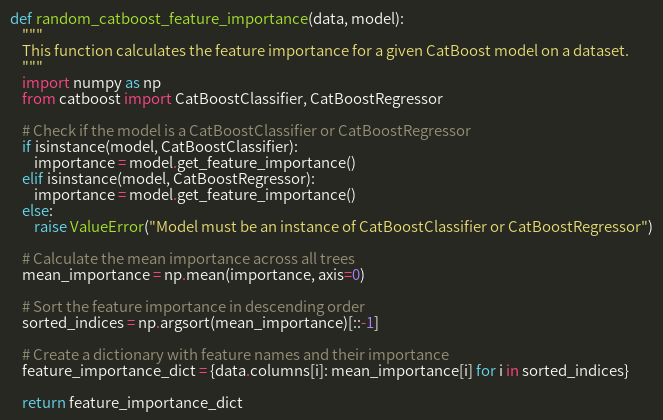 def random_catboost_feature_importance(data, model):
    """
    This function calculates the feature importance for a given CatBoost model on a dataset.
    """
    import numpy as np
    from catboost import CatBoostClassifier, CatBoostRegressor

    # Check if the model is a CatBoostClassifier or CatBoostRegressor
    if isinstance(model, CatBoostClassifier):
        importance = model.get_feature_importance()
    elif isinstance(model, CatBoostRegressor):
        importance = model.get_feature_importance()
    else:
        raise ValueError("Model must be an instance of CatBoostClassifier or CatBoostRegressor")

    # Calculate the mean importance across all trees
    mean_importance = np.mean(importance, axis=0)

    # Sort the feature importance in descending order
    sorted_indices = np.argsort(mean_importance)[::-1]

    # Create a dictionary with feature names and their importance
    feature_importance_dict = {data.columns[i]: mean_importance[i] for i in sorted_indices}

    return feature_importance_dict